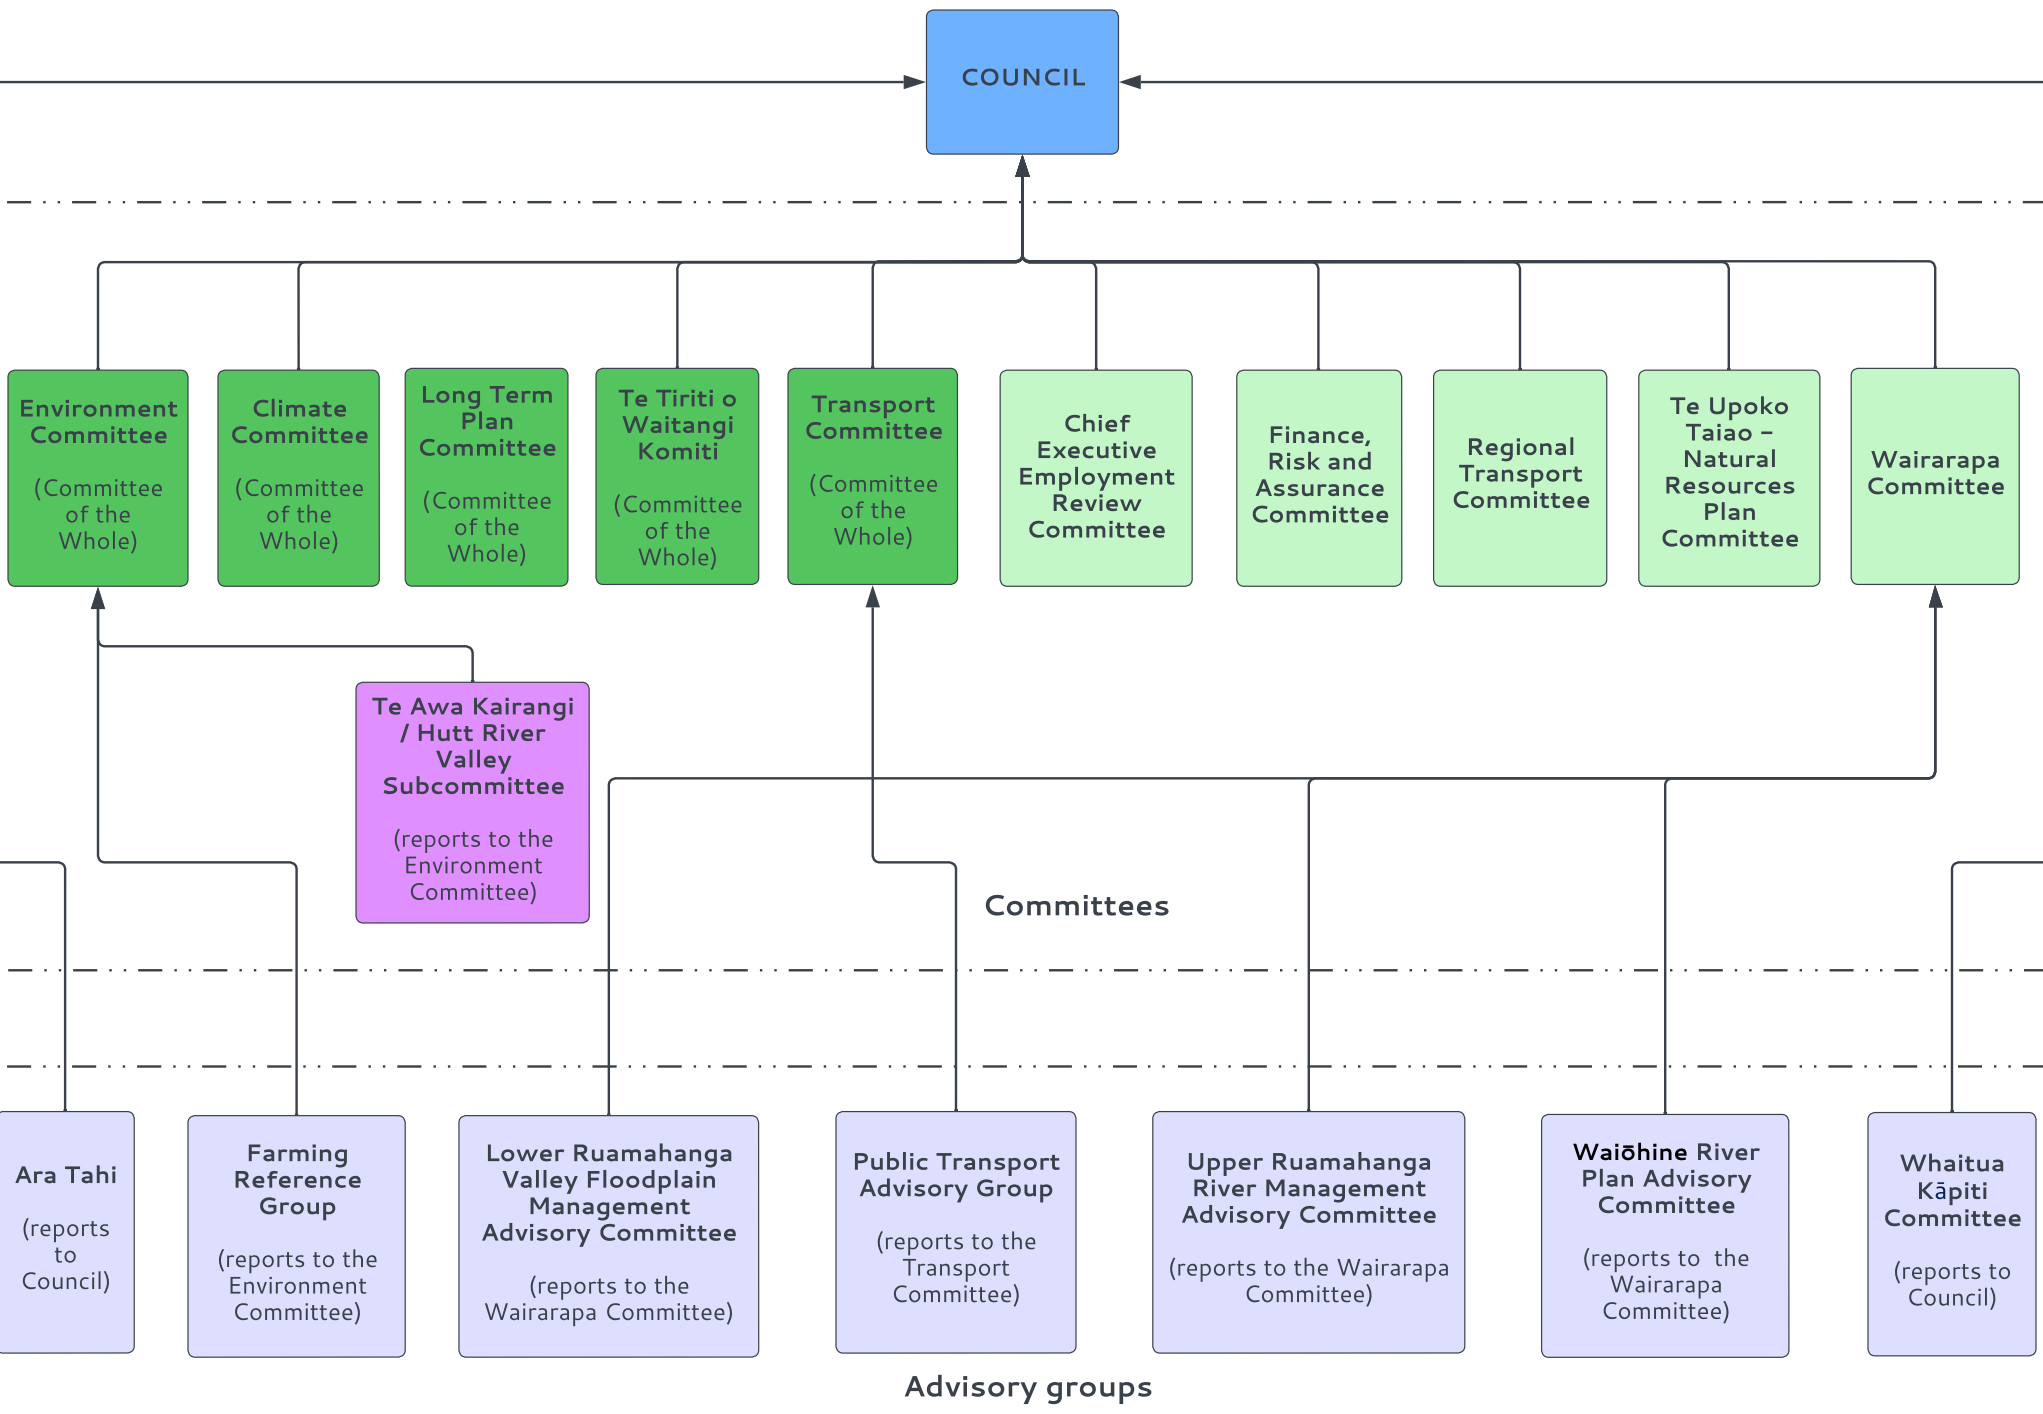 COUNCIL
Environment
Committee
(Committee
of the
Whole)
Climate
Committee
(Committee
of the
Whole)
Long Term
Plan
Committee
(Committee
of the
Whole)
Te Tiriti o
Waitangi
Komiti
(Committee
of the
Whole)
Transport
Committee
(Committee
of the
Whole)
Chief
Executive
Employment
Review
Committee
Finance,
Risk and
Assurance
Committee
Regional
Transport
Committee
Te Upoko
Taiao –
Natural
Resources
Plan
Committee
Wairarapa
Committee
Te Awa Kairangi
/ Hutt River
Valley
Subcommittee
(reports to the
Environment
Committee)
Committees
Ara Tahi
(reports
to
Council)
Farming
Reference
Group
(reports to the
Environment
Committee)
Lower Ruamahanga
Valley Floodplain
Management
Advisory Committee
(reports to the
Wairarapa Committee)
Public Transport
Advisory Group
(reports to the
Transport
Committee)
Upper Ruamahanga
River Management
Advisory Committee
(reports to the Wairarapa
Committee)
Waiōhine River
Plan Advisory
Committee
(reports to  the
Wairarapa
Committee)
Whaitua
Kāpiti
Committee
(reports to
Council)
Advisory groups